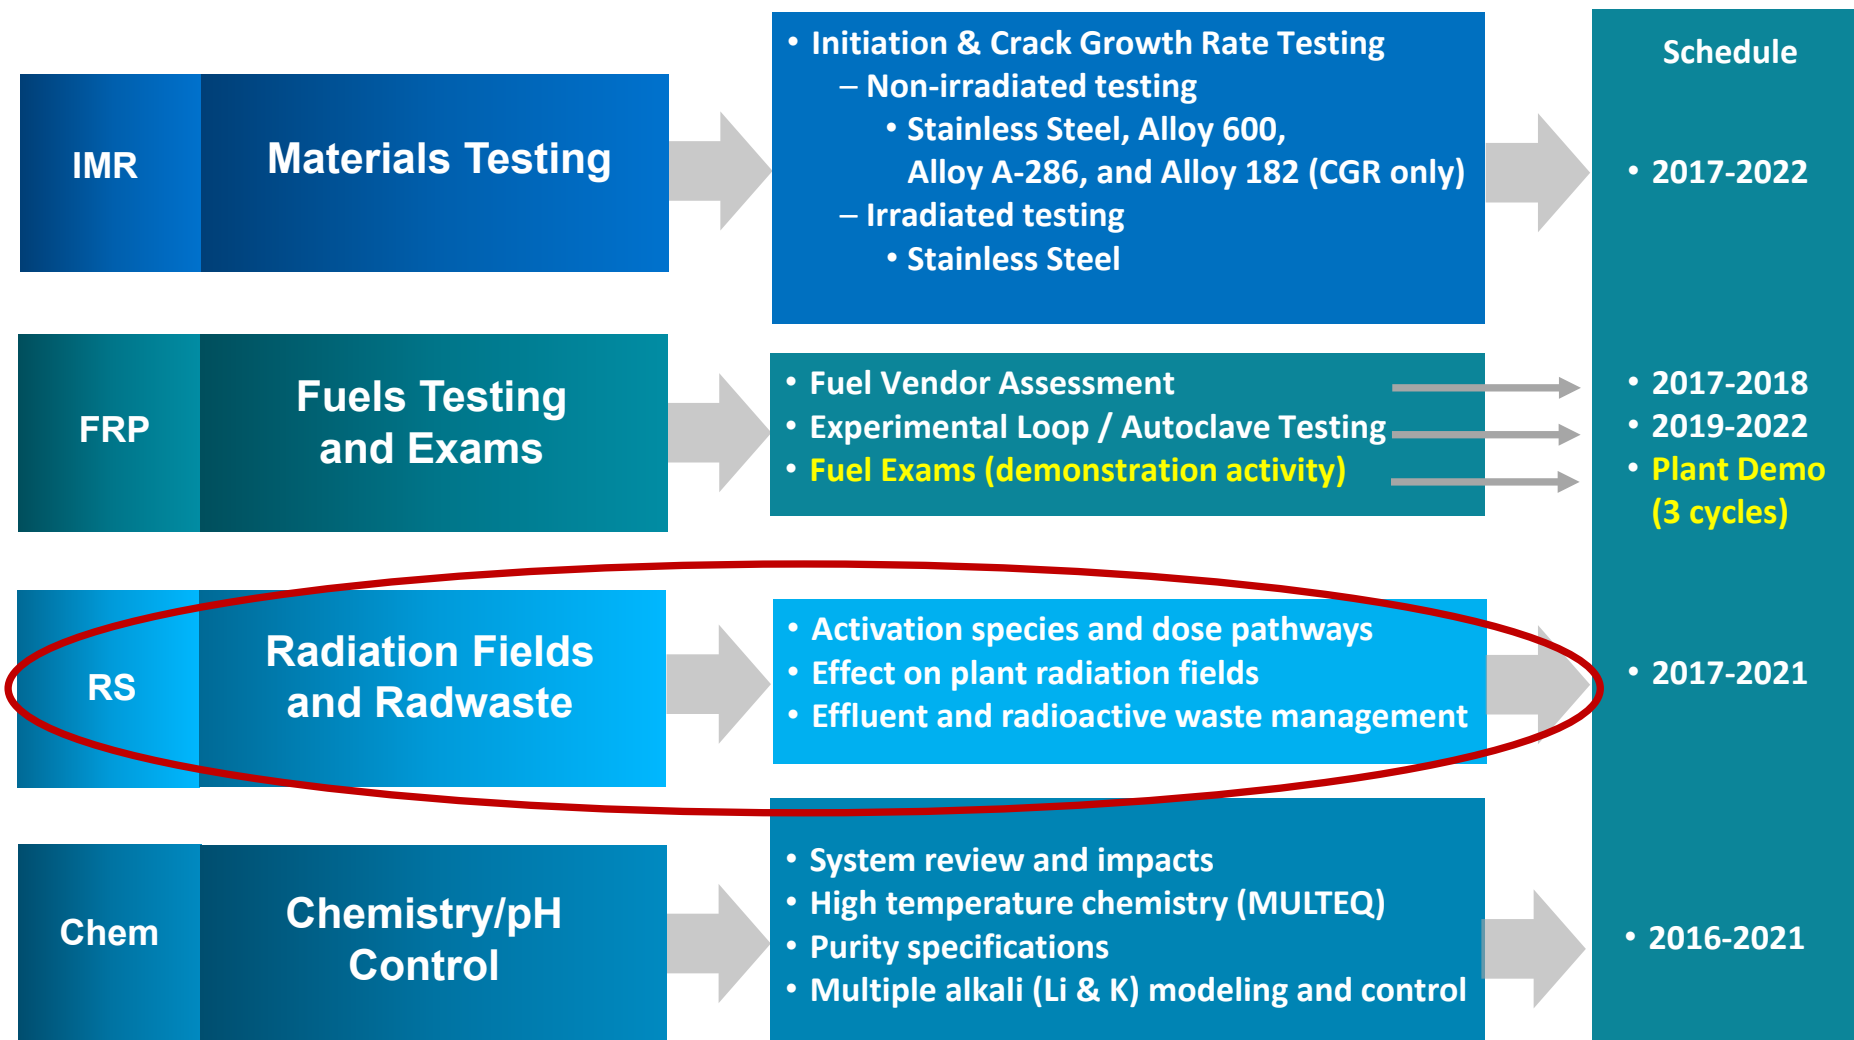 Schedule
IMR
Materials Testing
• Initiation & Crack Growth Rate Testing
– Non-irradiated testing
• Stainless Steel, Alloy 600,
Alloy A-286, and Alloy 182 (CGR only)
– Irradiated testing
• Stainless Steel
• 2017-2022
FRP
Fuels Testing
and Exams
• Fuel Vendor Assessment
• Experimental Loop / Autoclave Testing
• Fuel Exams (demonstration activity)
• 2017-2018
• 2019-2022
• Plant Demo
(3 cycles)
RS
Radiation Fields
and Radwaste
• Activation species and dose pathways
• Effect on plant radiation fields
• Effluent and radioactive waste management
• 2017-2021
Chem
Chemistry/pH
Control
• System review and impacts
• High temperature chemistry (MULTEQ)
• Purity specifications
• Multiple alkali (Li & K) modeling and control
• 2016-2021